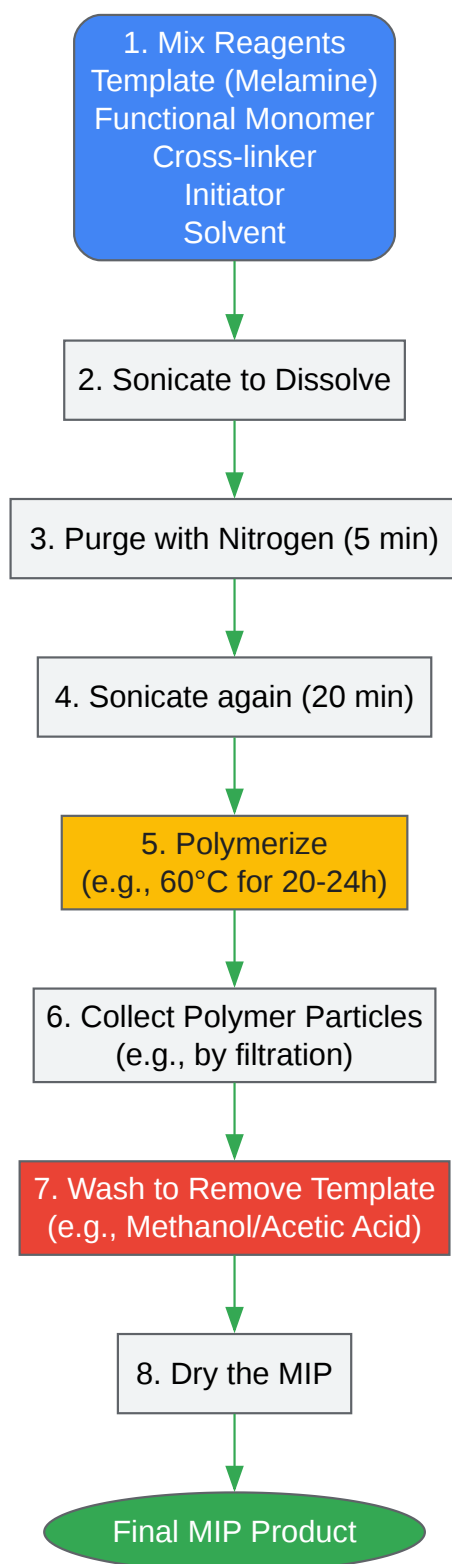 1. Mix Reagents
Template (Melamine)
Functional Monomer
Cross-linker
Initiator
Solvent
2. Sonicate to Dissolve
3. Purge with Nitrogen (5 min)
4. Sonicate again (20 min)
5. Polymerize
(e.g., 60°C for 20-24h)
6. Collect Polymer Particles
(e.g., by filtration)
7. Wash to Remove Template
(e.g., Methanol/Acetic Acid)
8. Dry the MIP
Final MIP Product